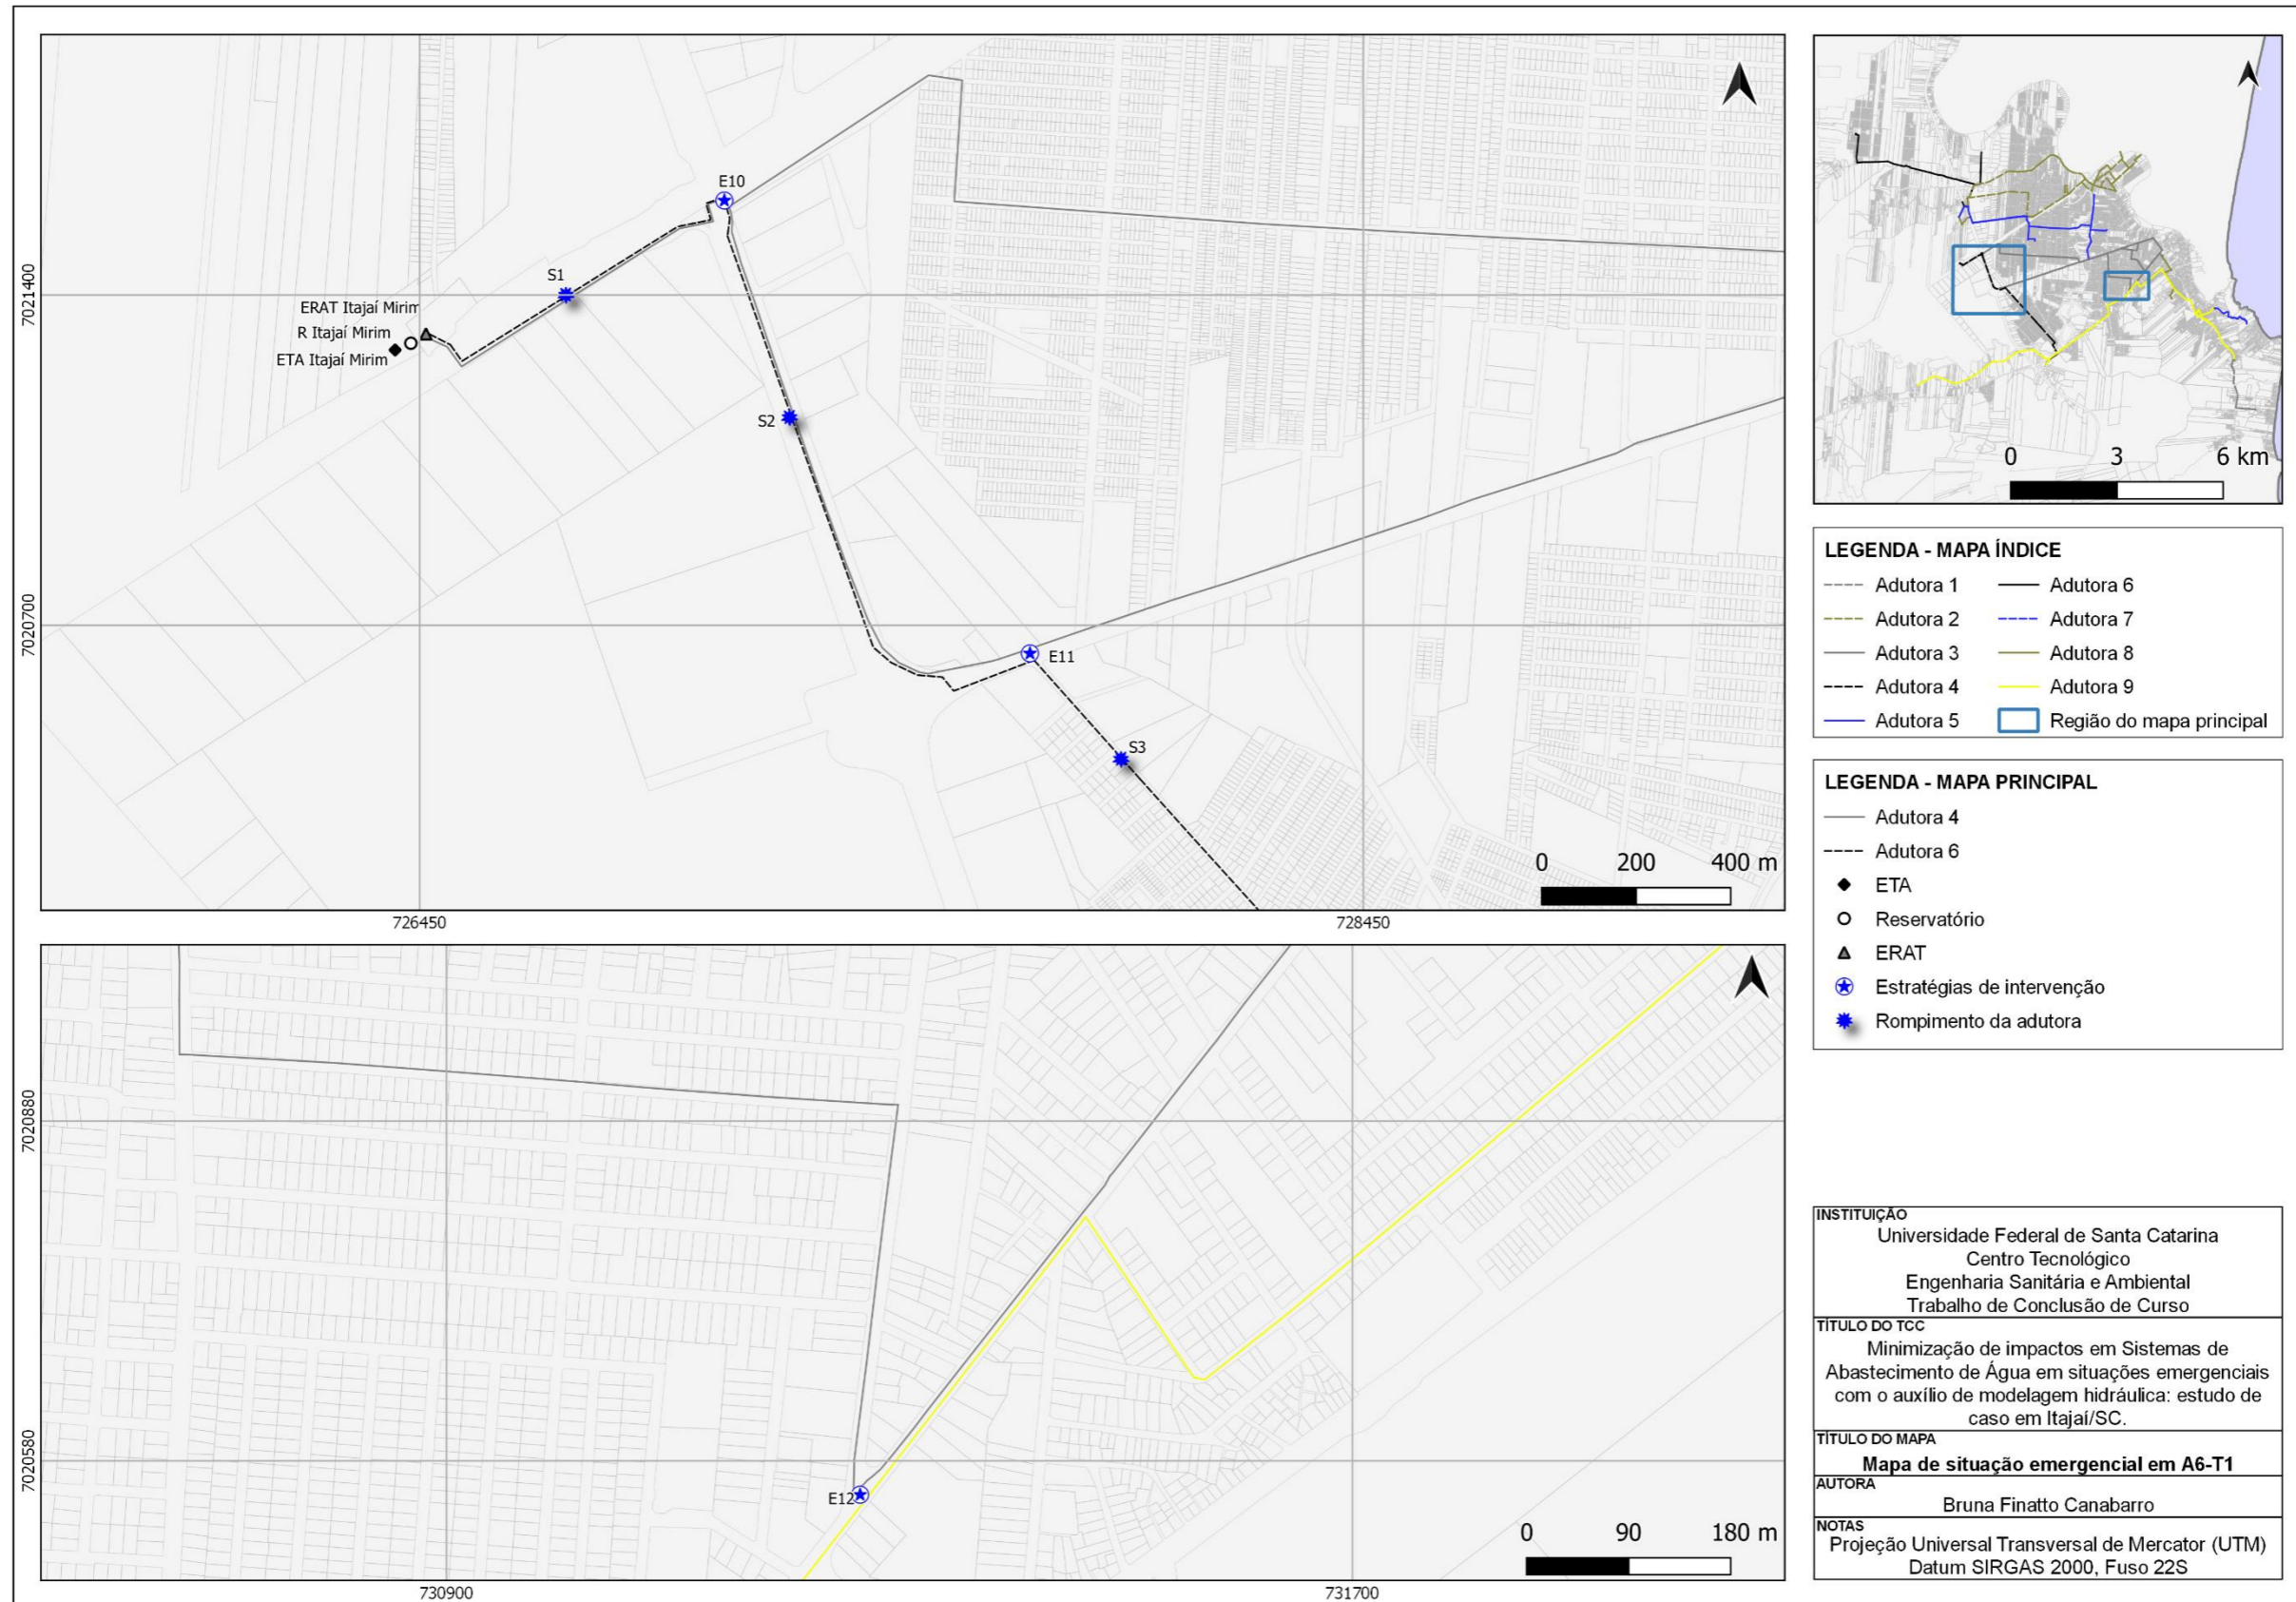 E10
S1
ERAT Itajaí Mirim
R Itajaí Mirim
ETA Itajaí Mirim
S2
E11
S3
0 200 400 m
7021400
7020700
726450 728450
E12
0 90 180 m
7020880
7020580
730900 731700
0 3 6 km
LEGENDA - MAPA ÍNDICE
Adutora 1 Adutora 6
Adutora 2 Adutora 7
Adutora 3 Adutora 8
Adutora 4 Adutora 9
Adutora 5 Região do mapa principal
LEGENDA - MAPA PRINCIPAL
Adutora 4
Adutora 6
ETA
Reservatório
ERAT
Estratégias de intervenção
Rompimento da adutora
INSTITUIÇÃO
Universidade Federal de Santa Catarina
Centro Tecnológico
Engenharia Sanitária e Ambiental
Trabalho de Conclusão de Curso
TÍTULO DO TCC
Minimização de impactos em Sistemas de
Abastecimento de Água em situações emergenciais
com o auxílio de modelagem hidráulica: estudo de
caso em Itajaí/SC.
TÍTULO DO MAPA
Mapa de situação emergencial em A6-T1
AUTORA
Bruna Finatto Canabarro
NOTAS
Projeção Universal Transversal de Mercator (UTM)
Datum SIRGAS 2000, Fuso 22S